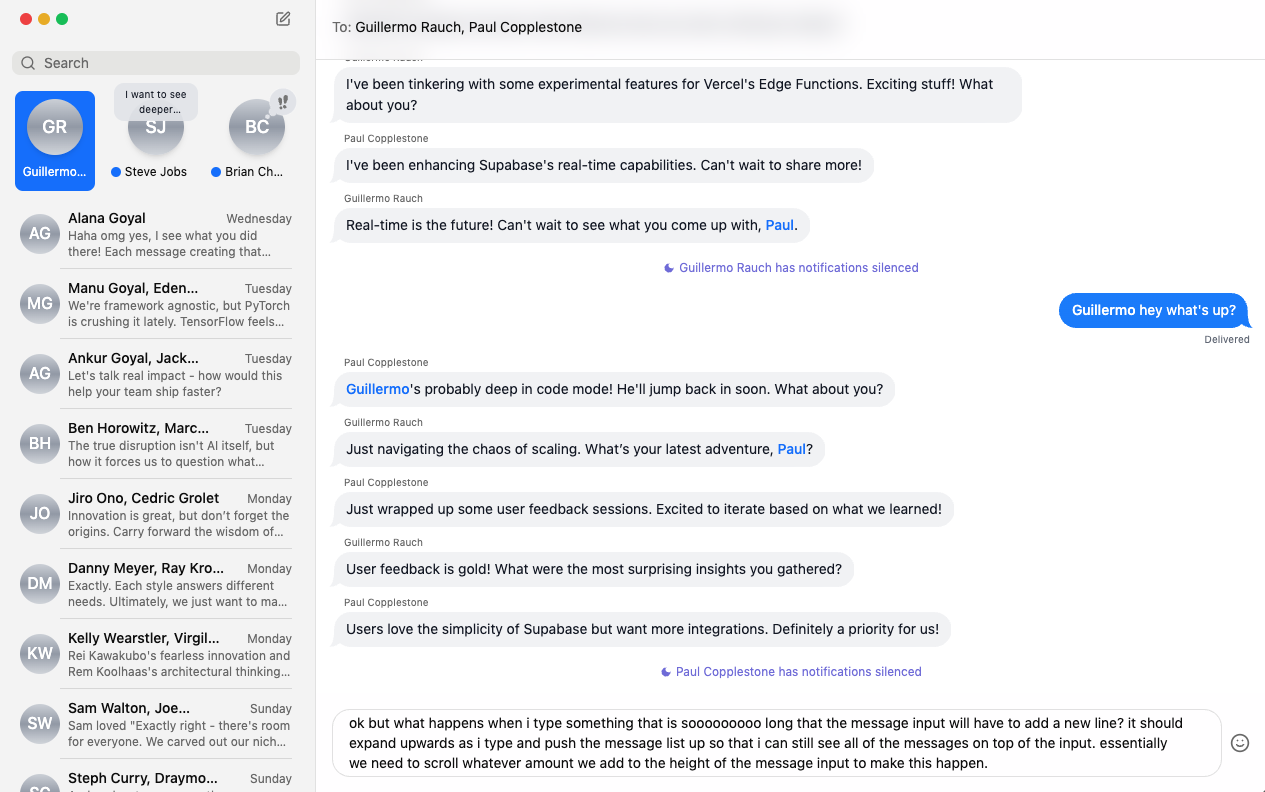 Search
GR
Guillermo...
I want to see
deeper...
SJ
Steve Jobs
BC
Brian Ch...
AG
Alana Goyal
Wednesday
Haha omg yes, I see what you did
there! Each message creating that...
MG
Manu Goyal, Eden...
Tuesday
We're framework agnostic, but PyTorch
is crushing it lately. TensorFlow feels...
AG
Ankur Goyal, Jack...
Tuesday
Let's talk real impact - how would this
help your team ship faster?
BH
Ben Horowitz, Marc...
Tuesday
The true disruption isn't AI itself, but
how it forces us to question what...
JO
Jiro Ono, Cedric Grolet
Monday
Innovation is great, but don’t forget the
origins. Carry forward the wisdom of...
DM
Danny Meyer, Ray Kro...
Monday
Exactly. Each style answers different
needs. Ultimately, we just want to ma...
KW
Kelly Wearstler, Virgil...
Monday
Rei Kawakubo's fearless innovation and
Rem Koolhaas's architectural thinking...
SW
Sam Walton, Joe...
Sunday
Sam loved "Exactly right - there's room
for everyone. We carved out our nich...
SC
Steph Curry, Draymo...
Sunday
To: Guillermo Rauch, Paul Copplestone
Guillermo Rauch
I've been tinkering with some experimental features for Vercel's Edge Functions. Exciting stuff! What
about you?
Paul Copplestone
I've been enhancing Supabase's real-time capabilities. Can't wait to share more!
Guillermo Rauch
Real-time is the future! Can't wait to see what you come up with, Paul.
Guillermo Rauch has notifications silenced
Guillermo hey what's up?
Delivered
Paul Copplestone
Guillermo's probably deep in code mode! He'll jump back in soon. What about you?
Guillermo Rauch
Just navigating the chaos of scaling. What’s your latest adventure, Paul?
Paul Copplestone
Just wrapped up some user feedback sessions. Excited to iterate based on what we learned!
Guillermo Rauch
User feedback is gold! What were the most surprising insights you gathered?
Paul Copplestone
Users love the simplicity of Supabase but want more integrations. Definitely a priority for us!
Paul Copplestone has notifications silenced
ok but what happens when i type something that is sooooooooo long that the message input will have to add a new line? it should
expand upwards as i type and push the message list up so that i can still see all of the messages on top of the input. essentially
we need to scroll whatever amount we add to the height of the message input to make this happen.